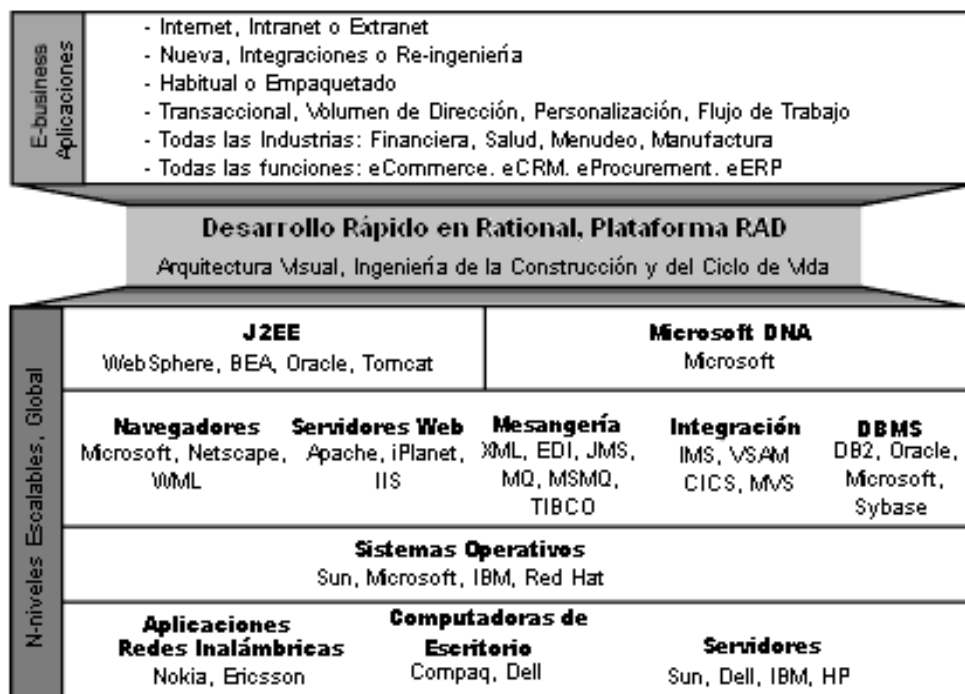 E-business
Aplicaciones
- Internet, Intranet o Extranet
- Nueva, Integraciones o Re-ingeniería
- Habitual o Empaquetado
- Transaccional, Volumen de Dirección, Personalización, Flujo de Trabajo
- Todas las Industrias: Financiera, Salud, Menudeo, Manufactura
- Todas las funciones: eCommerce. eCRM. eProcurement. eERP
Desarrollo Rápido en Rational, Plataforma RAD
Arquitectura Visual, Ingeniería de la Construcción y del Ciclo de Vida
N-niveles Escalables, Global
J2EE
WebSphere, BEA, Oracle, Tomcat
Microsoft DNA
Microsoft
Navegadores
Microsoft, Netscape,
WML
Servidores Web
Apache, iPlanet,
IIS
Mesangería
XML, EDI, JMS,
MQ, MSMQ,
TIBCO
Integración
IMS, VSAM
CICS, MVS
DBMS
DB2, Oracle,
Microsoft,
Sybase
Sistemas Operativos
Sun, Microsoft, IBM, Red Hat
Aplicaciones
Redes Inalámbricas
Nokia, Ericsson
Computadoras de
Escritorio
Compaq, Dell
Servidores
Sun, Dell, IBM, HP